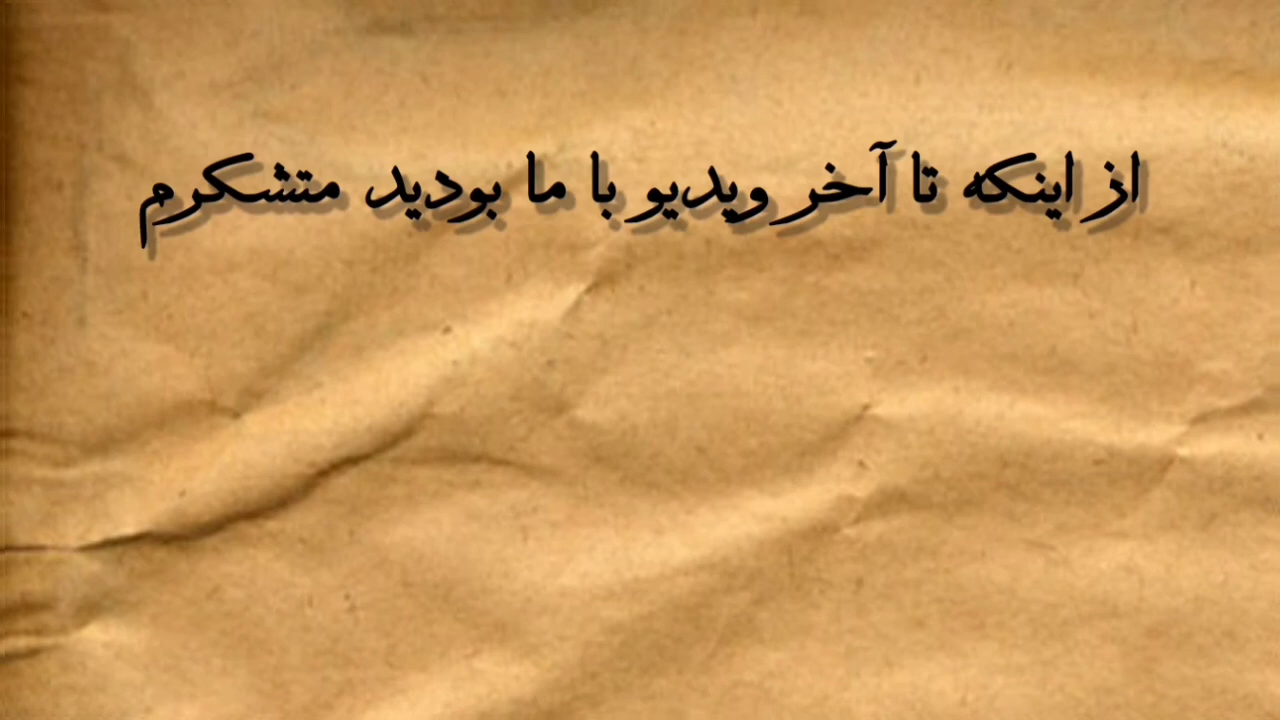 از اینکه تا آخر ویدیو با ما بودید متشکرم